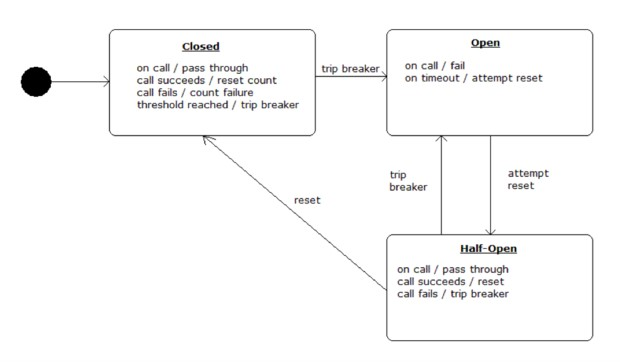 Closed
on call / pass through
call succeeds / reset count
call fails / count failure
threshold reached / trip breaker
trip breaker
Open
on call / fail
on timeout / attempt reset
trip
breaker
attempt
reset
reset
Half-Open
on call / pass through
call succeeds / reset
call fails / trip breaker